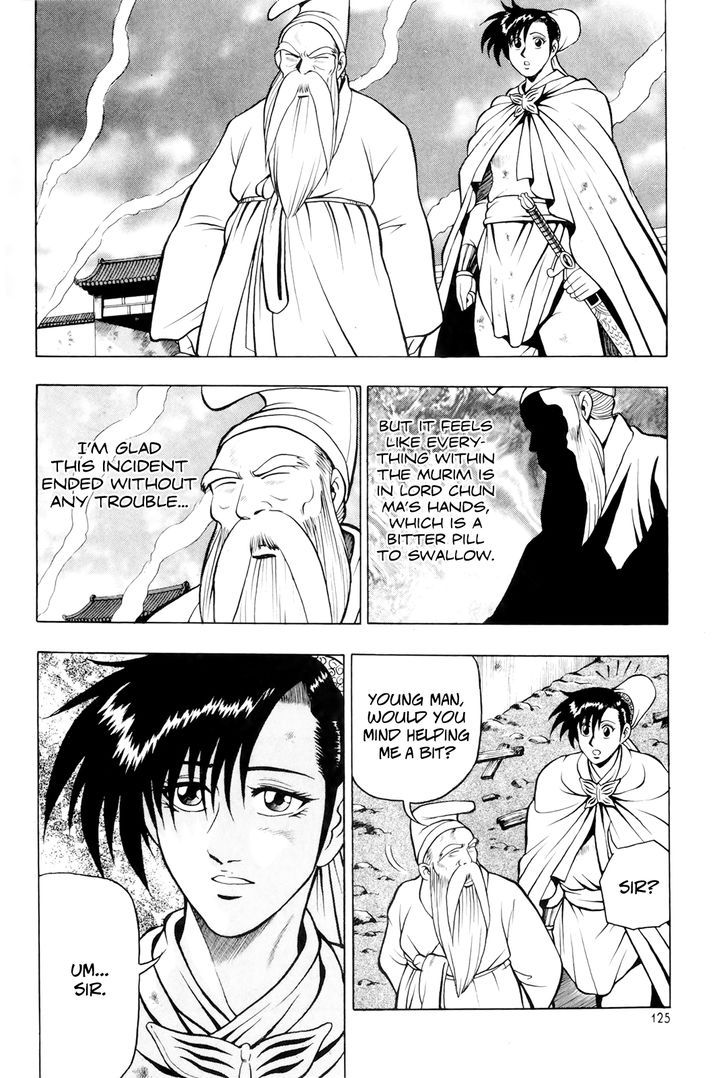 I'M GLAD
THIS INCIDENT
ENDED WITHOUT
ANY TROUBLE...
BUT IT FEELS
LIKE EVERY-
THING WITHIN
THE MURIM IS
IN LORD CHUN
MA'S HANDS,
WHICH IS A
BITTER PILL
TO SWALLOW.
UM...
SIR.
YOUNG MAN,
WOULD YOU
MIND HELPING
ME A BIT?
SIR?
125